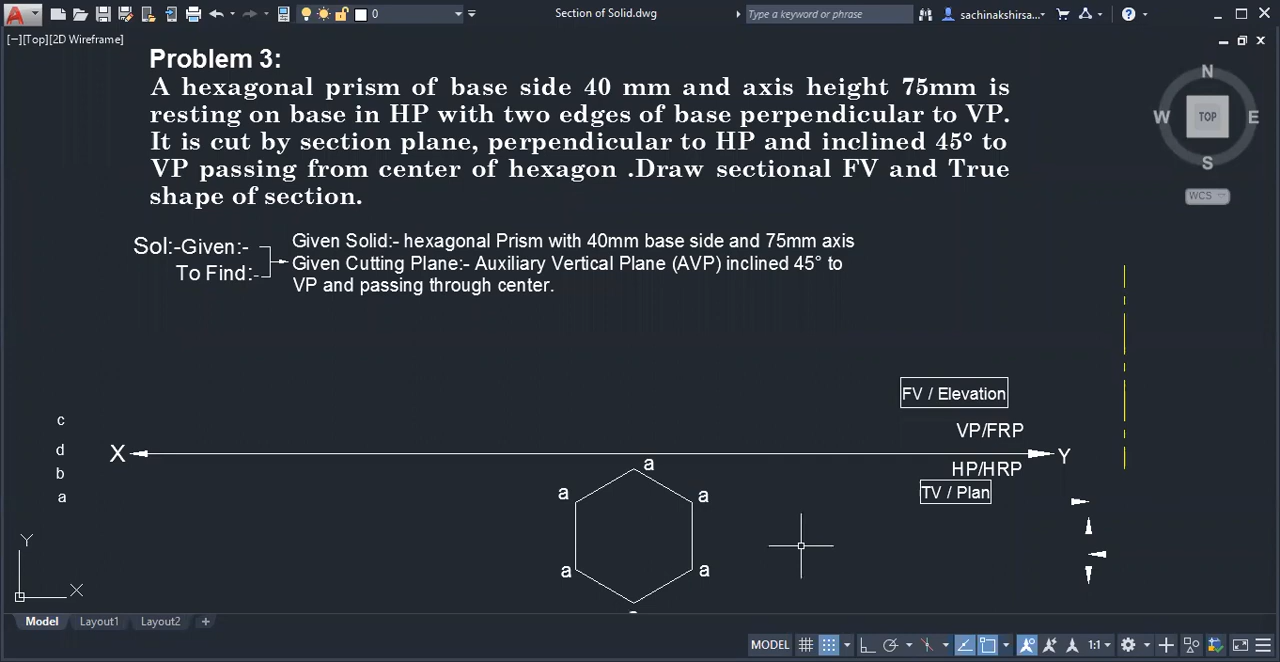 A
0
Section of Solid.dwg
Type a keyword or phrase
sachinakshirsa...
?
[−][Top][2D Wireframe]
Problem 3:
A hexagonal prism of base side 40 mm and axis height 75mm is
resting on base in HP with two edges of base perpendicular to VP.
It is cut by section plane, perpendicular to HP and inclined 45° to
VP passing from center of hexagon .Draw sectional FV and True
shape of section.
N
W TOP E
S
WCS
Sol:-Given:-
To Find:-
Given Solid:- hexagonal Prism with 40mm base side and 75mm axis
Given Cutting Plane:- Auxiliary Vertical Plane (AVP) inclined 45° to
VP and passing through center.
FV / Elevation
c
VP/FRP
d X Y
a
HP/HRP
b
TV / Plan
a a a
Y
a a
X
Model Layout1 Layout2 +
MODEL 1:1